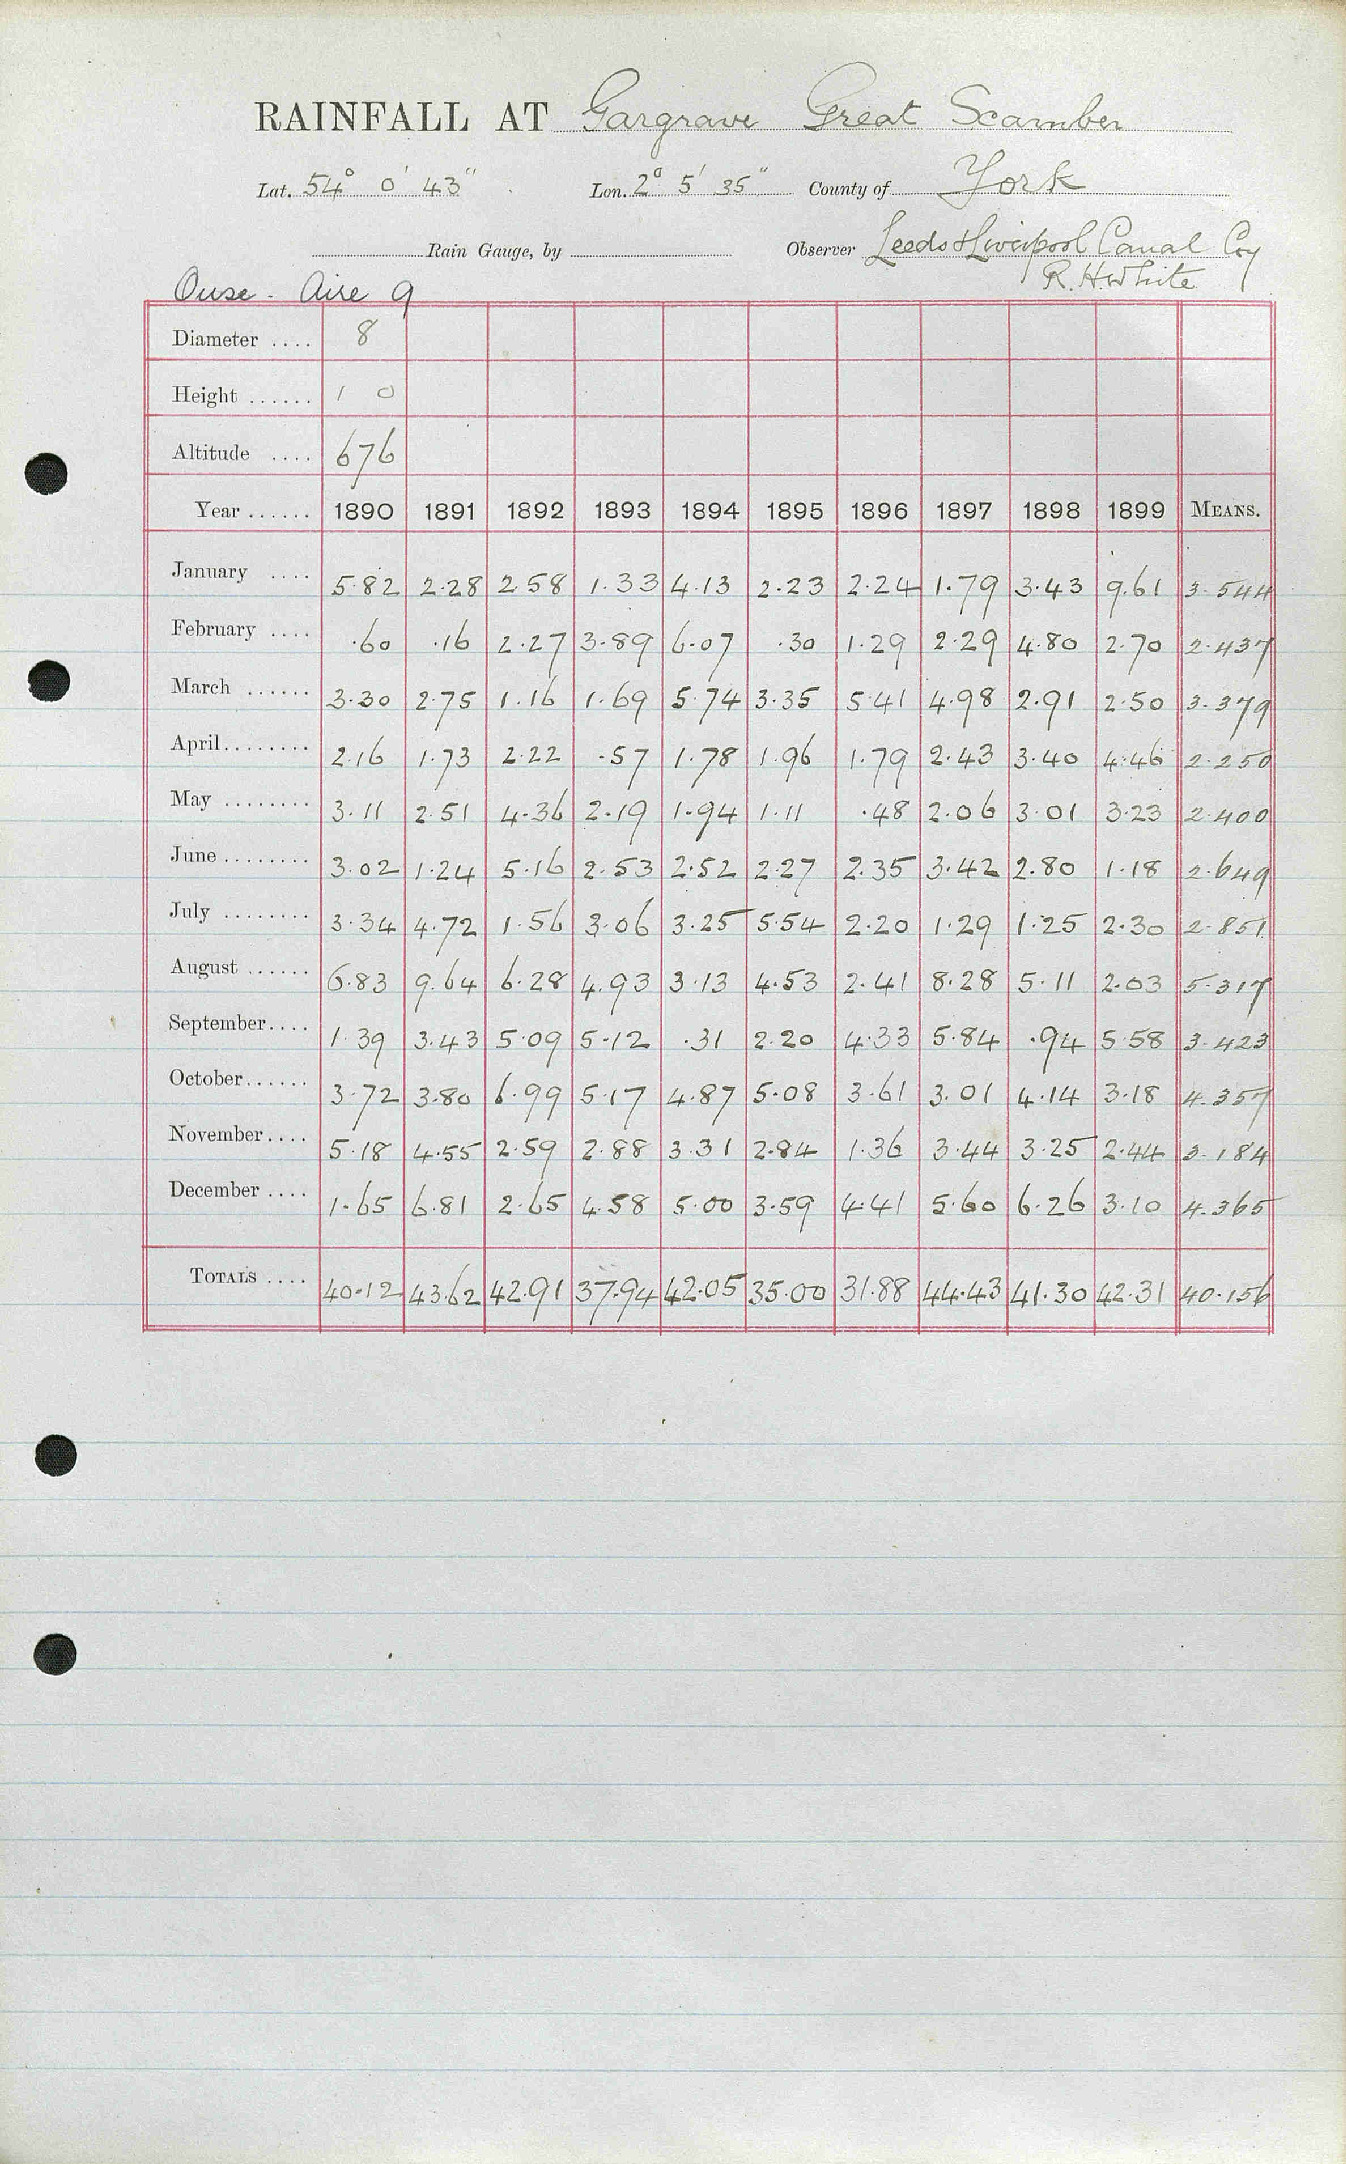 RAINFALL AT Gargrave Great Scamber
Lat. 54° 0' 43" Lon. 2° 5' 35" County of York
Rain Gauge, by Observer Leeds & Liverpool Canal Coy
R. H. White
Ouse - Aire 9
Diameter .... 8
Height ...... 1 0
Altitude .... 676
Year ...... 1890 1891 1892 1893 1894 1895 1896 1897 1898 1899 MEANS.
January .... 5.82 2.28 2.58 1.33 4.13 2.23 2.24 1.79 3.43 9.61 3.544
February .... .60 .16 2.27 3.89 6.07 .30 1.29 2.29 4.80 2.70 2.437
March ...... 3.30 2.75 1.16 1.69 5.74 3.35 5.41 4.98 2.91 2.50 3.379
April........ 2.16 1.73 2.22 .57 1.78 1.96 1.79 2.43 3.40 4.46 2.250
May ........ 3.11 2.51 4.36 2.19 1.94 1.11 .48 2.06 3.01 3.23 2.400
June ........ 3.02 1.24 5.16 2.53 2.52 2.27 2.35 3.42 2.80 1.18 2.649
July ........ 3.34 4.72 1.56 3.06 3.25 5.54 2.20 1.29 1.25 2.30 2.851
August ...... 6.83 9.64 6.28 4.93 3.13 4.53 2.41 8.28 5.11 2.03 5.317
September.... 1.39 3.43 5.09 5.12 .31 2.20 4.33 5.84 .94 5.58 3.423
October...... 3.72 3.80 6.99 5.17 4.87 5.08 3.61 3.01 4.14 3.18 4.357
November.... 5.18 4.55 2.59 2.88 3.31 2.84 1.36 3.44 3.25 2.44 3.184
December .... 1.65 6.81 2.65 4.58 5.00 3.59 4.41 5.60 6.26 3.10 4.365
TOTALS .... 40.12 43.62 42.91 37.94 42.05 35.00 31.88 44.43 41.30 42.31 40.156